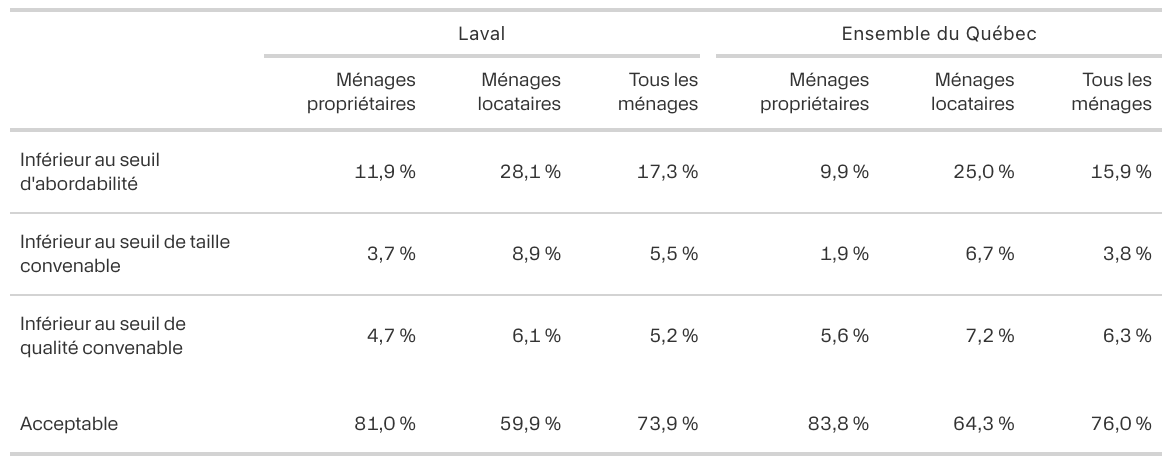 Laval Ensemble du Québec
Ménages propriétaires Ménages locataires Tous les ménages Ménages propriétaires Ménages locataires Tous les ménages
Inférieur au seuil d'abordabilité 11,9 % 28,1 % 17,3 % 9,9 % 25,0 % 15,9 %
Inférieur au seuil de taille convenable 3,7 % 8,9 % 5,5 % 1,9 % 6,7 % 3,8 %
Inférieur au seuil de qualité convenable 4,7 % 6,1 % 5,2 % 5,6 % 7,2 % 6,3 %
Acceptable 81,0 % 59,9 % 73,9 % 83,8 % 64,3 % 76,0 %